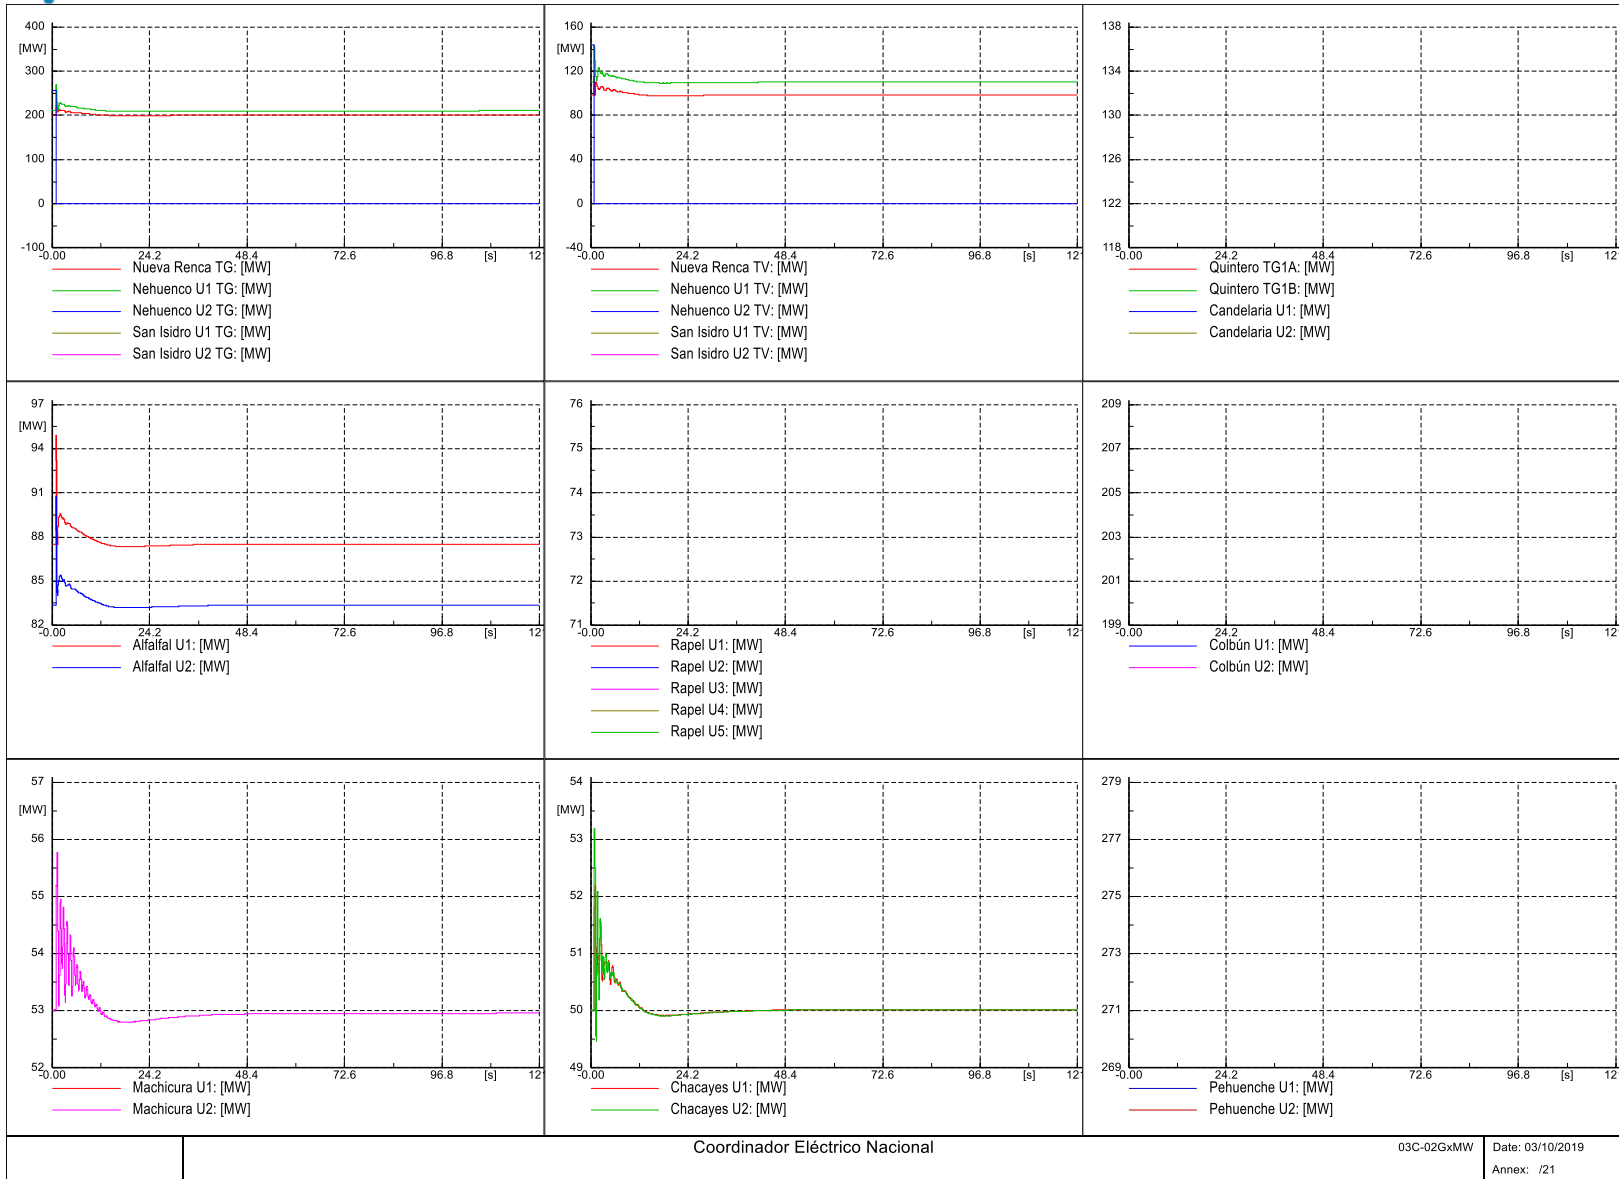 400
[MW]
300
200
100
0
-100
-0.00 24.2 48.4 72.6 96.8 [s] 12
Nueva Renca TG: [MW]
Nehuenco U1 TG: [MW]
Nehuenco U2 TG: [MW]
San Isidro U1 TG: [MW]
San Isidro U2 TG: [MW]
160
[MW]
120
80
40
0
-40
-0.00 24.2 48.4 72.6 96.8 [s] 12
Nueva Renca TV: [MW]
Nehuenco U1 TV: [MW]
Nehuenco U2 TV: [MW]
San Isidro U1 TV: [MW]
San Isidro U2 TV: [MW]
138
134
130
126
122
118
-0.00 24.2 48.4 72.6 96.8 [s] 12
Quintero TG1A: [MW]
Quintero TG1B: [MW]
Candelaria U1: [MW]
Candelaria U2: [MW]
97
[MW]
94
91
88
85
82
-0.00 24.2 48.4 72.6 96.8 [s] 12
Alfalfal U1: [MW]
Alfalfal U2: [MW]
76
75
74
73
72
71
-0.00 24.2 48.4 72.6 96.8 [s] 12
Rapel U1: [MW]
Rapel U2: [MW]
Rapel U3: [MW]
Rapel U4: [MW]
Rapel U5: [MW]
209
207
205
203
201
199
-0.00 24.2 48.4 72.6 96.8 [s] 12
Colbún U1: [MW]
Colbún U2: [MW]
57
[MW]
56
55
54
53
52
-0.00 24.2 48.4 72.6 96.8 [s] 12
Machicura U1: [MW]
Machicura U2: [MW]
54
[MW]
53
52
51
50
49
-0.00 24.2 48.4 72.6 96.8 [s] 12
Chacayes U1: [MW]
Chacayes U2: [MW]
279
277
275
273
271
269
-0.00 24.2 48.4 72.6 96.8 [s] 12
Pehuenche U1: [MW]
Pehuenche U2: [MW]
Coordinador Eléctrico Nacional
03C-02GxMW
Date: 03/10/2019
Annex: /21